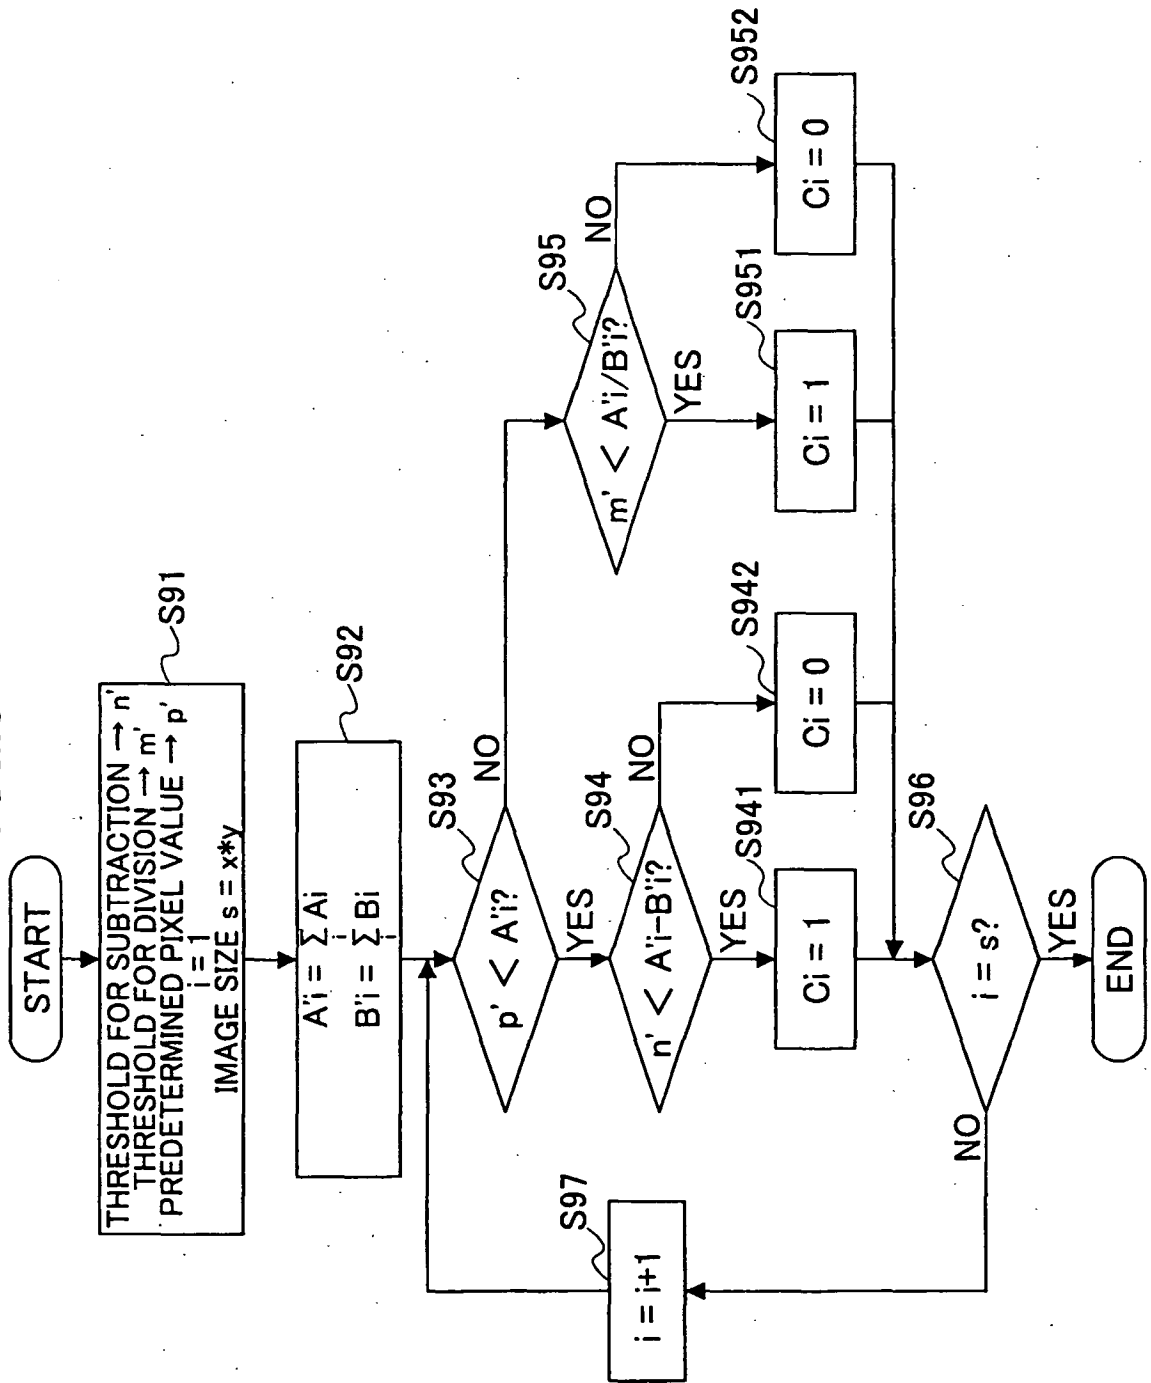 START
THRESHOLD FOR SUBTRACTION → n'
THRESHOLD FOR DIVISION → m'
PREDETERMINED PIXEL VALUE → p'
i = 1
IMAGE SIZE s = x*y
S91
A'i = Σ Ai
i
B'i = Σ Bi
i
S92
p' < A'i?
S93
YES
NO
n' < A'i−B'i?
S94
YES
NO
m' < A'i/B'i?
S95
YES
NO
Ci = 1
S941
Ci = 0
S942
Ci = 1
S951
Ci = 0
S952
i = s?
S96
NO
YES
i = i+1
S97
END